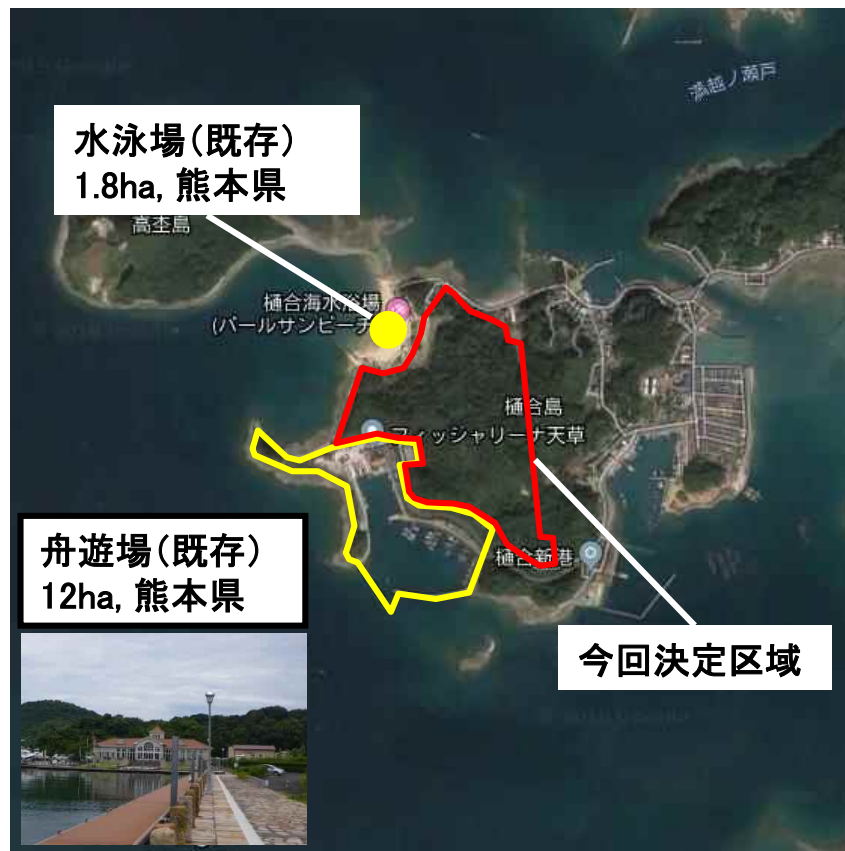 満越ノ瀬戸
水泳場（既存）
1.8ha, 熊本県
高杢島
樋合海水浴場
(パールサンビーチ
樋合島
フィッシャリーナ天草
舟遊場（既存）
12ha, 熊本県
樋合新港
今回決定区域